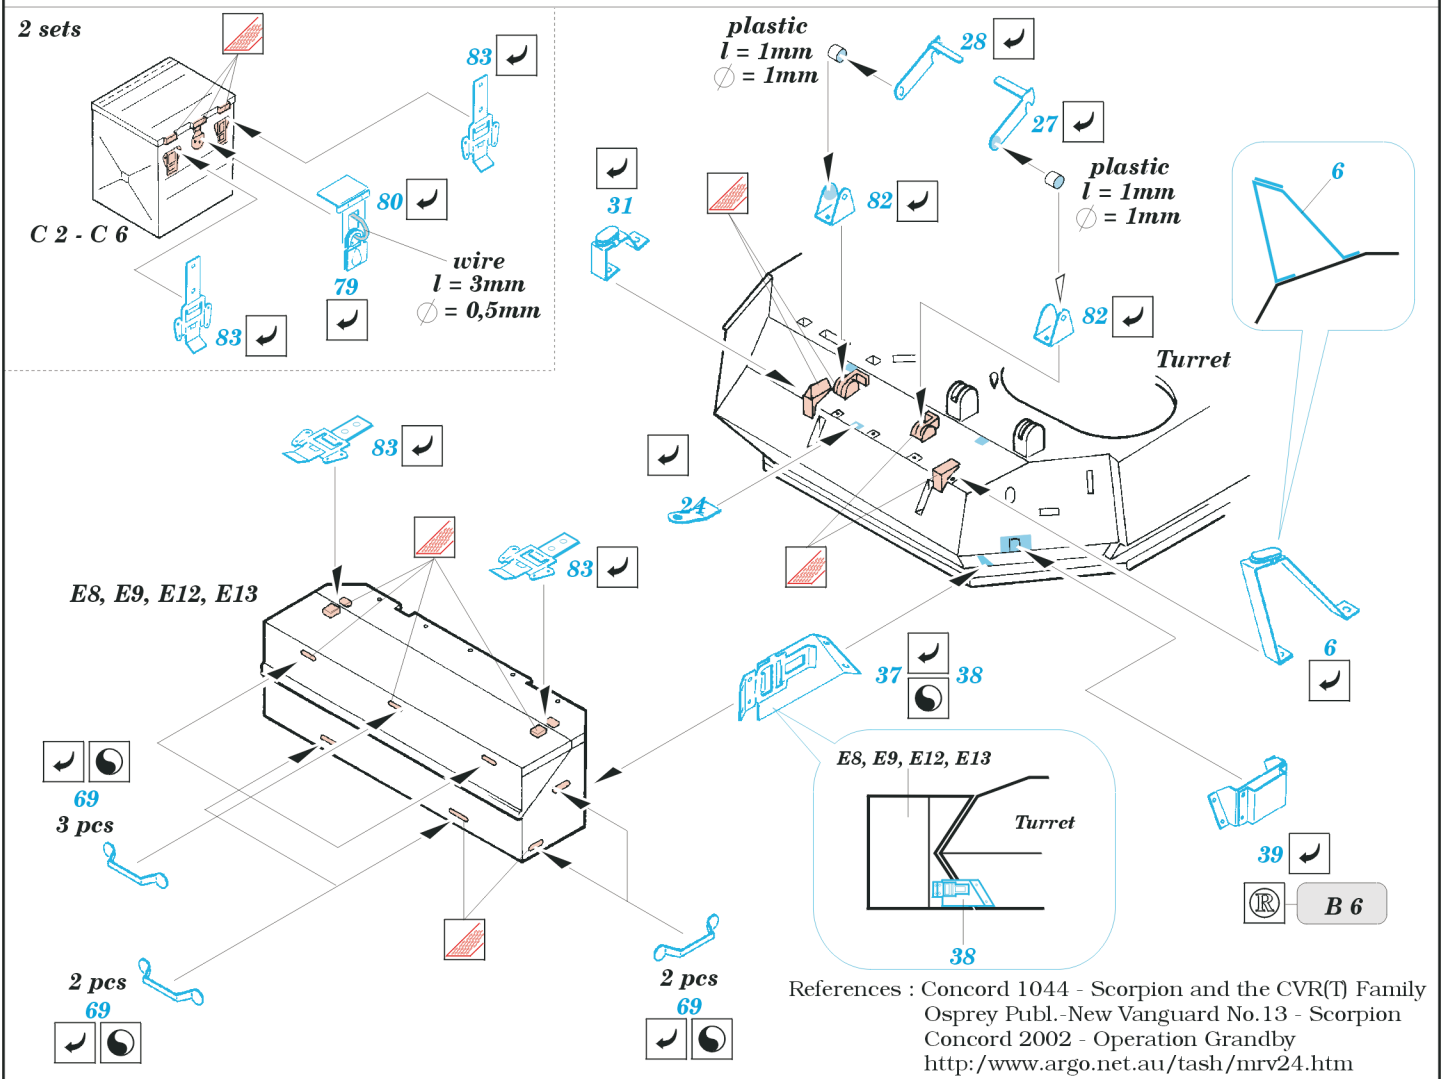 2 sets
83
C 2 - C 6
80
79
83
wire
l = 3mm
∅ = 0,5mm
plastic
l = 1mm
∅ = 1mm
28
27
plastic
l = 1mm
∅ = 1mm
31
82
82
6
Turret
24
83
83
E8, E9, E12, E13
69
3 pcs
2 pcs
69
2 pcs
69
37
38
6
E8, E9, E12, E13
Turret
38
39
R
B 6
References : Concord 1044 - Scorpion and the CVR(T) Family
Osprey Publ.-New Vanguard No.13 - Scorpion
Concord 2002 - Operation Grandby
http:/www.argo.net.au/tash/mrv24.htm